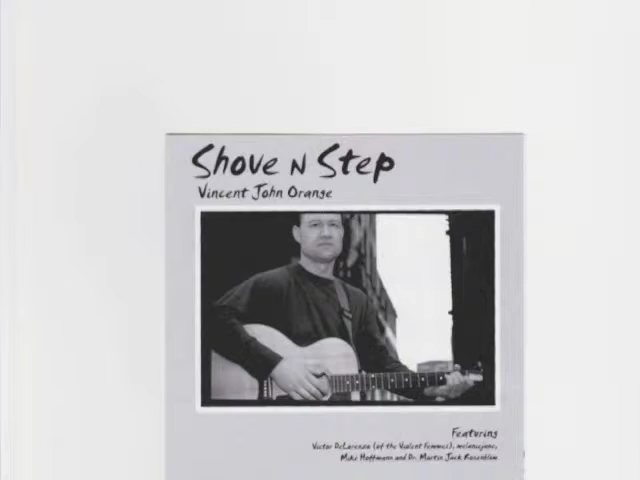 Shove N Step
Vincent John Orange
Featuring
Victor DeLorenzo (of the Violent Femmes), melaniejane,
Mike Hoffmann and Dr. Martin Jack Rosenblum